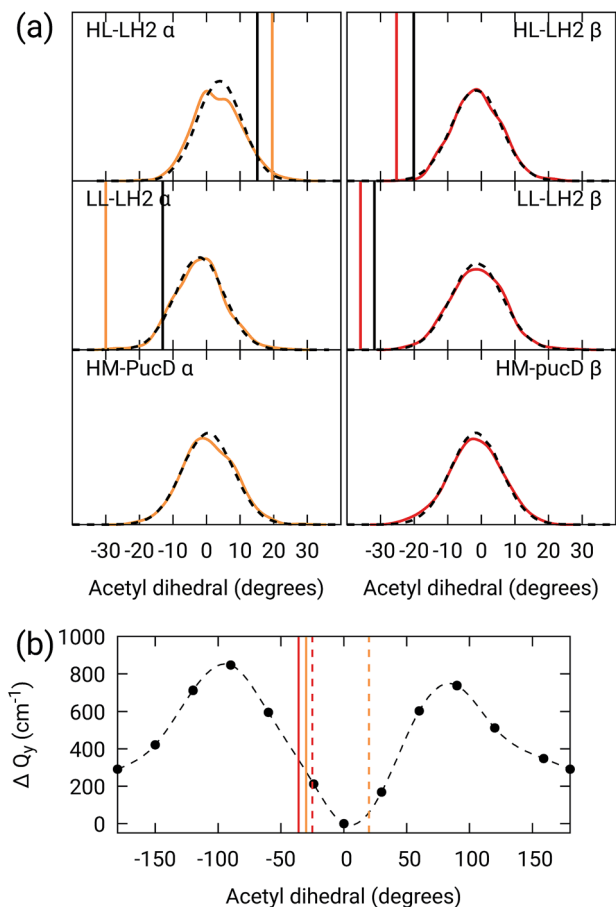 (a)
HL-LH2 α
HL-LH2 β
LL-LH2 α
LL-LH2 β
HM-PucD α
HM-pucD β
-30 -20 -10 0 10 20 30
-30 -20 -10 0 10 20 30
Acetyl dihedral (degrees)
Acetyl dihedral (degrees)
(b)
1000
800
600
400
200
0
Δ Qy (cm-1)
-150 -100 -50 0 50 100 150
Acetyl dihedral (degrees)